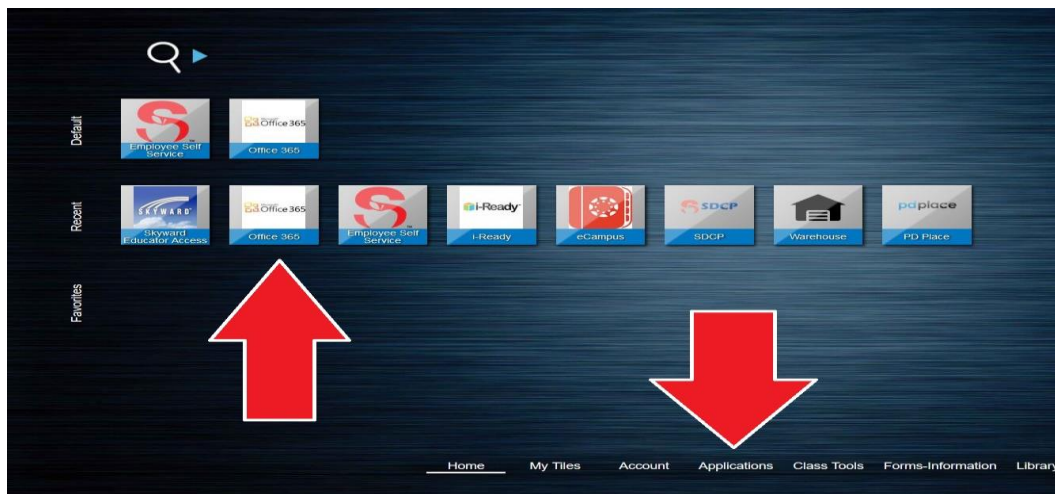 Default
Employee Self
Service
Office 365
Office 365
Recent
SKYWARD
Skyward
Educator Access
Office 365
Office 365
Employee Self
Service
i-Ready
i-Ready
eCampus
SDCP
SDCP
Warehouse
pdplace
PD Place
Favorites
Home My Tiles Account Applications Class Tools Forms-Information Library